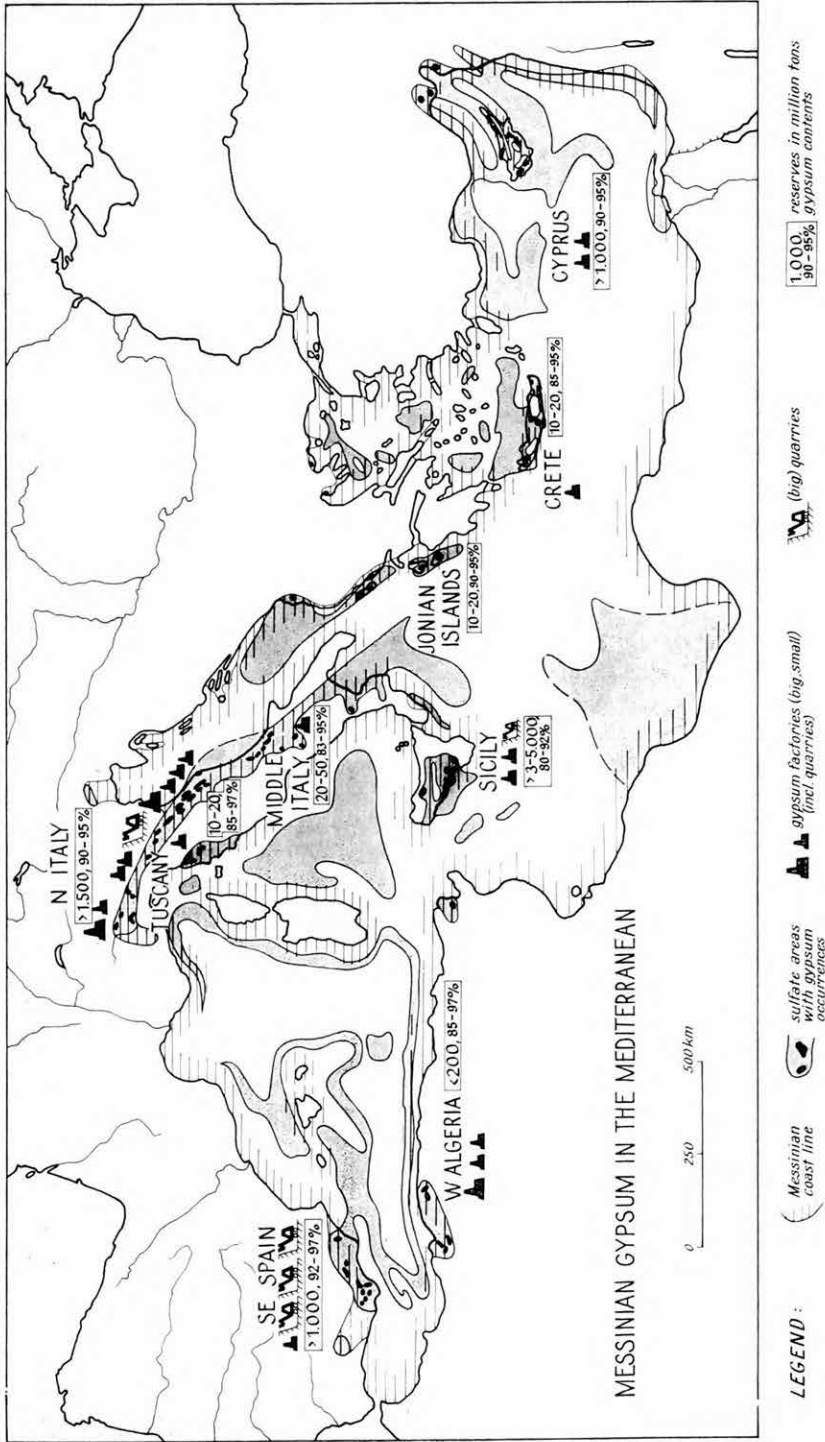 N ITALY
>1.500, 90-95%
TUSCANY
10-20,
85-97%
MIDDLE
ITALY
20-50, 83-95%
SE SPAIN
>1.000, 92-97%
W ALGERIA
<200, 85-97%
SICILY
>3-5.000
80-92%
JONIAN
ISLANDS
10-20, 90-95%
CRETE
10-20, 85-95%
CYPRUS
>1.000, 90-95%
MESSINIAN GYPSUM IN THE MEDITERRANEAN
0 250 500 km
LEGEND :
Messinian
coast line
sulfate areas
with gypsum
occurrences
gypsum factories (big, small)
(incl. quarries)
(big) quarries
1.000,
90-95%
reserves in million tons
gypsum contents